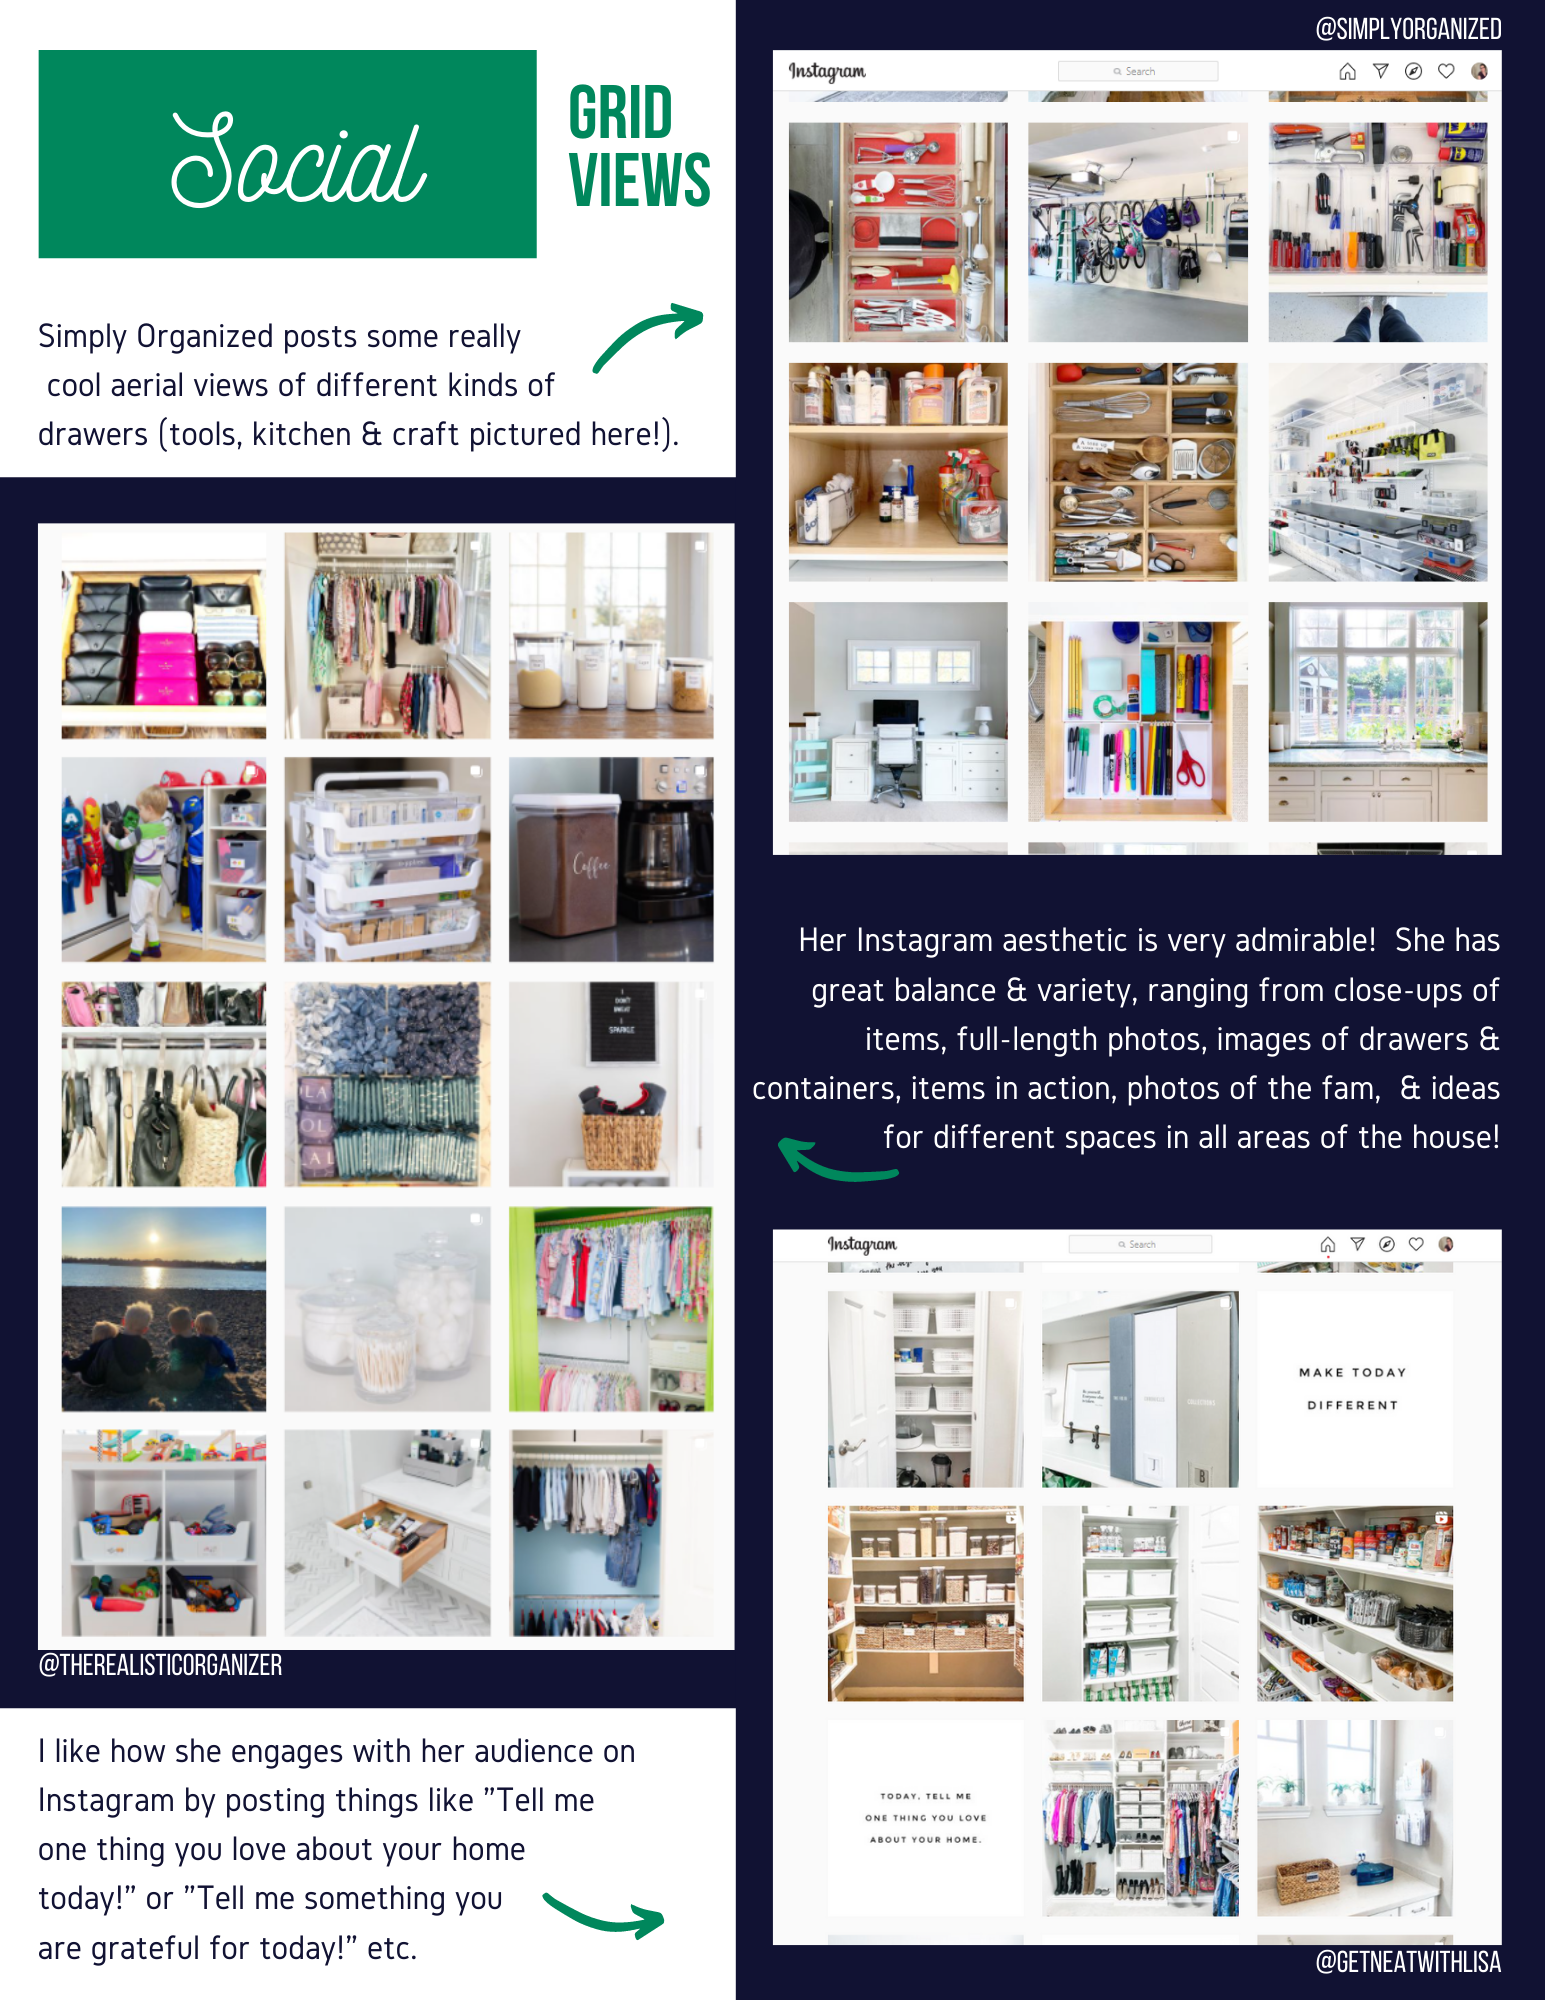 Social
GRID
VIEWS
Simply Organized posts some really
cool aerial views of different kinds of
drawers (tools, kitchen & craft pictured here!).
@SIMPLYORGANIZED
Instagram
Search
Coffee
I
DON'T
SWEAT
I
SPARKLE
@THEREALISTICORGANIZER
Her Instagram aesthetic is very admirable! She has
great balance & variety, ranging from close-ups of
items, full-length photos, images of drawers &
containers, items in action, photos of the fam, & ideas
for different spaces in all areas of the house!
I like how she engages with her audience on
Instagram by posting things like "Tell me
one thing you love about your home
today!" or "Tell me something you
are grateful for today!" etc.
Instagram
Search
J
B
MAKE TODAY
DIFFERENT
TODAY, TELL ME
ONE THING YOU LOVE
ABOUT YOUR HOME.
@GETNEATWITHLISA